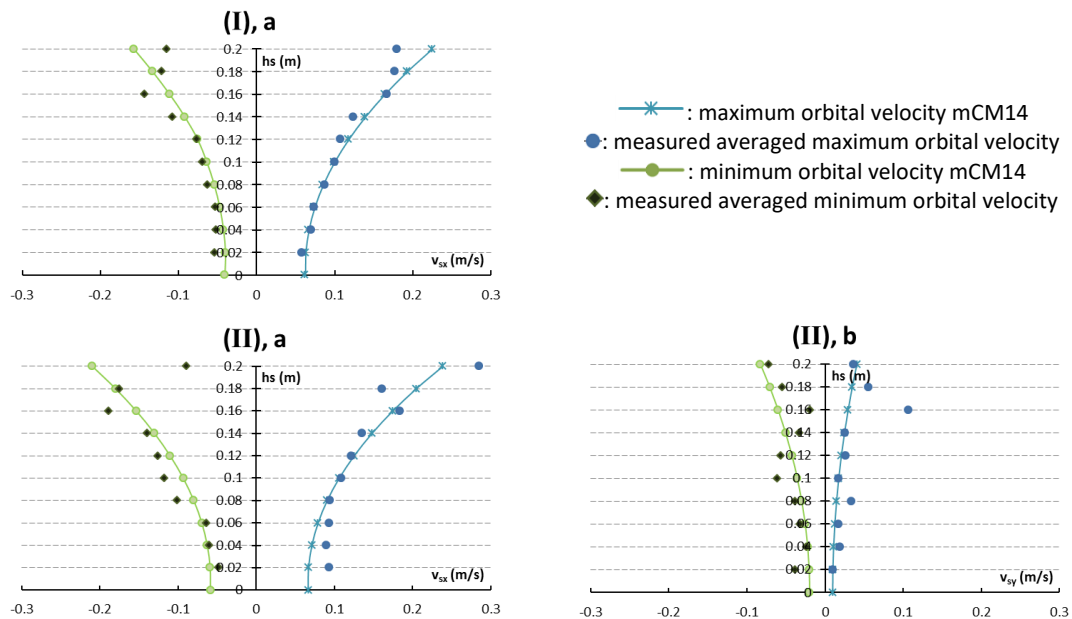 (I), a
hs (m)
0.2
0.18
0.16
0.14
0.12
0.1
0.08
0.06
0.04
0.02
0
vsx (m/s)
-0.3 -0.2 -0.1 0 0.1 0.2 0.3
: maximum orbital velocity mCM14
: measured averaged maximum orbital velocity
: minimum orbital velocity mCM14
: measured averaged minimum orbital velocity
(II), a
hs (m)
0.2
0.18
0.16
0.14
0.12
0.1
0.08
0.06
0.04
0.02
0
vsx (m/s)
-0.3 -0.2 -0.1 0 0.1 0.2 0.3
(II), b
hs (m)
0.2
0.18
0.16
0.14
0.12
0.1
0.08
0.06
0.04
0.02
0
vsy (m/s)
-0.3 -0.2 -0.1 0 0.1 0.2 0.3